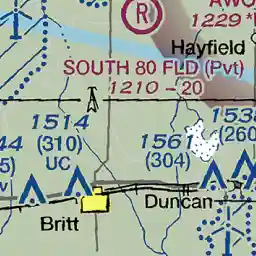 AWO
1229 *
R
Hayfield
SOUTH 80 FLD (Pvt)
1210 - 20
1514
(310)
UC
44
5)
1561
(304)
153
(260
Britt
Duncan